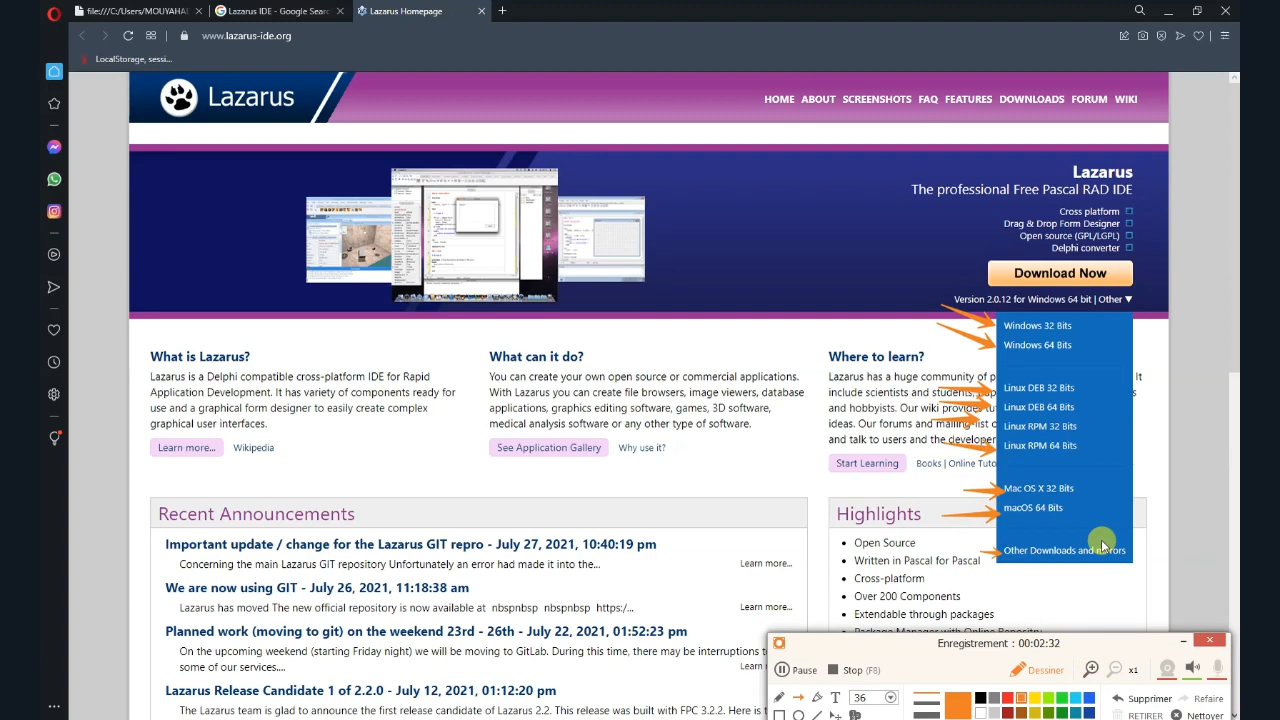 file:///C:/Users/MOUYAHA
Lazarus IDE - Google Searc
Lazarus Homepage
www.lazarus-ide.org
LocalStorage, sessi...
Lazarus
HOME ABOUT SCREENSHOTS FAQ FEATURES DOWNLOADS FORUM WIKI
Lazarus
The professional Free Pascal RAD IDE
Cross platform
Drag & Drop Form Designer
Open source (GPL/LGPL)
Delphi converter
Download Now
Version 2.0.12 for Windows 64 bit | Other ▼
Windows 32 Bits
Windows 64 Bits
Linux DEB 32 Bits
Linux DEB 64 Bits
Linux RPM 32 Bits
Linux RPM 64 Bits
Mac OS X 32 Bits
macOS 64 Bits
Other Downloads and
What is Lazarus?
Lazarus is a Delphi compatible cross-platform IDE for Rapid
Application Development. It has variety of components ready for
use and a graphical form designer to easily create complex
graphical user interfaces.
Learn more... Wikipedia
What can it do?
You can create your own open source or commercial applications.
With Lazarus you can create file browsers, image viewers, database
applications, graphics editing software, games, 3D software,
medical analysis software or any other type of software.
See Application Gallery Why use it?
Where to learn?
Lazarus has a huge community of It
include scientists and students,
and hobbyists. Our wiki provides
ideas. Our forums and mailing list
and talk to users and the develope
Start Learning Books | Online Tuto
Recent Announcements
Important update / change for the Lazarus GIT repro - July 27, 2021, 10:40:19 pm
Concerning the main Lazarus GIT repository Unfortunately an error had made it into the...
Learn more...
We are now using GIT - July 26, 2021, 11:18:38 am
Lazarus has moved The new official repository is now available at nbspnbsp nbspnbsp https:/...
Learn more...
Planned work (moving to git) on the weekend 23rd - 26th - July 22, 2021, 01:52:23 pm
On the upcoming weekend (starting Friday night) we will be moving to GitLab. During this time, there may be interruptions to
some of our services....
Learn
Lazarus Release Candidate 1 of 2.2.0 - July 12, 2021, 01:12:20 pm
The Lazarus team is release candidate of Lazarus 2.2. This release was built with FPC 3.2.2. Here is
Highlights
Open Source
Written in Pascal for Pascal
Cross-platform
Over 200 Components
Extendable through packages
Package Manager with Online Repository
Enregistrement : 00:02:32
Pause Stop (F8) Dessiner x1
T 36 Supprimer Refaire
RETIRER Nettoyer